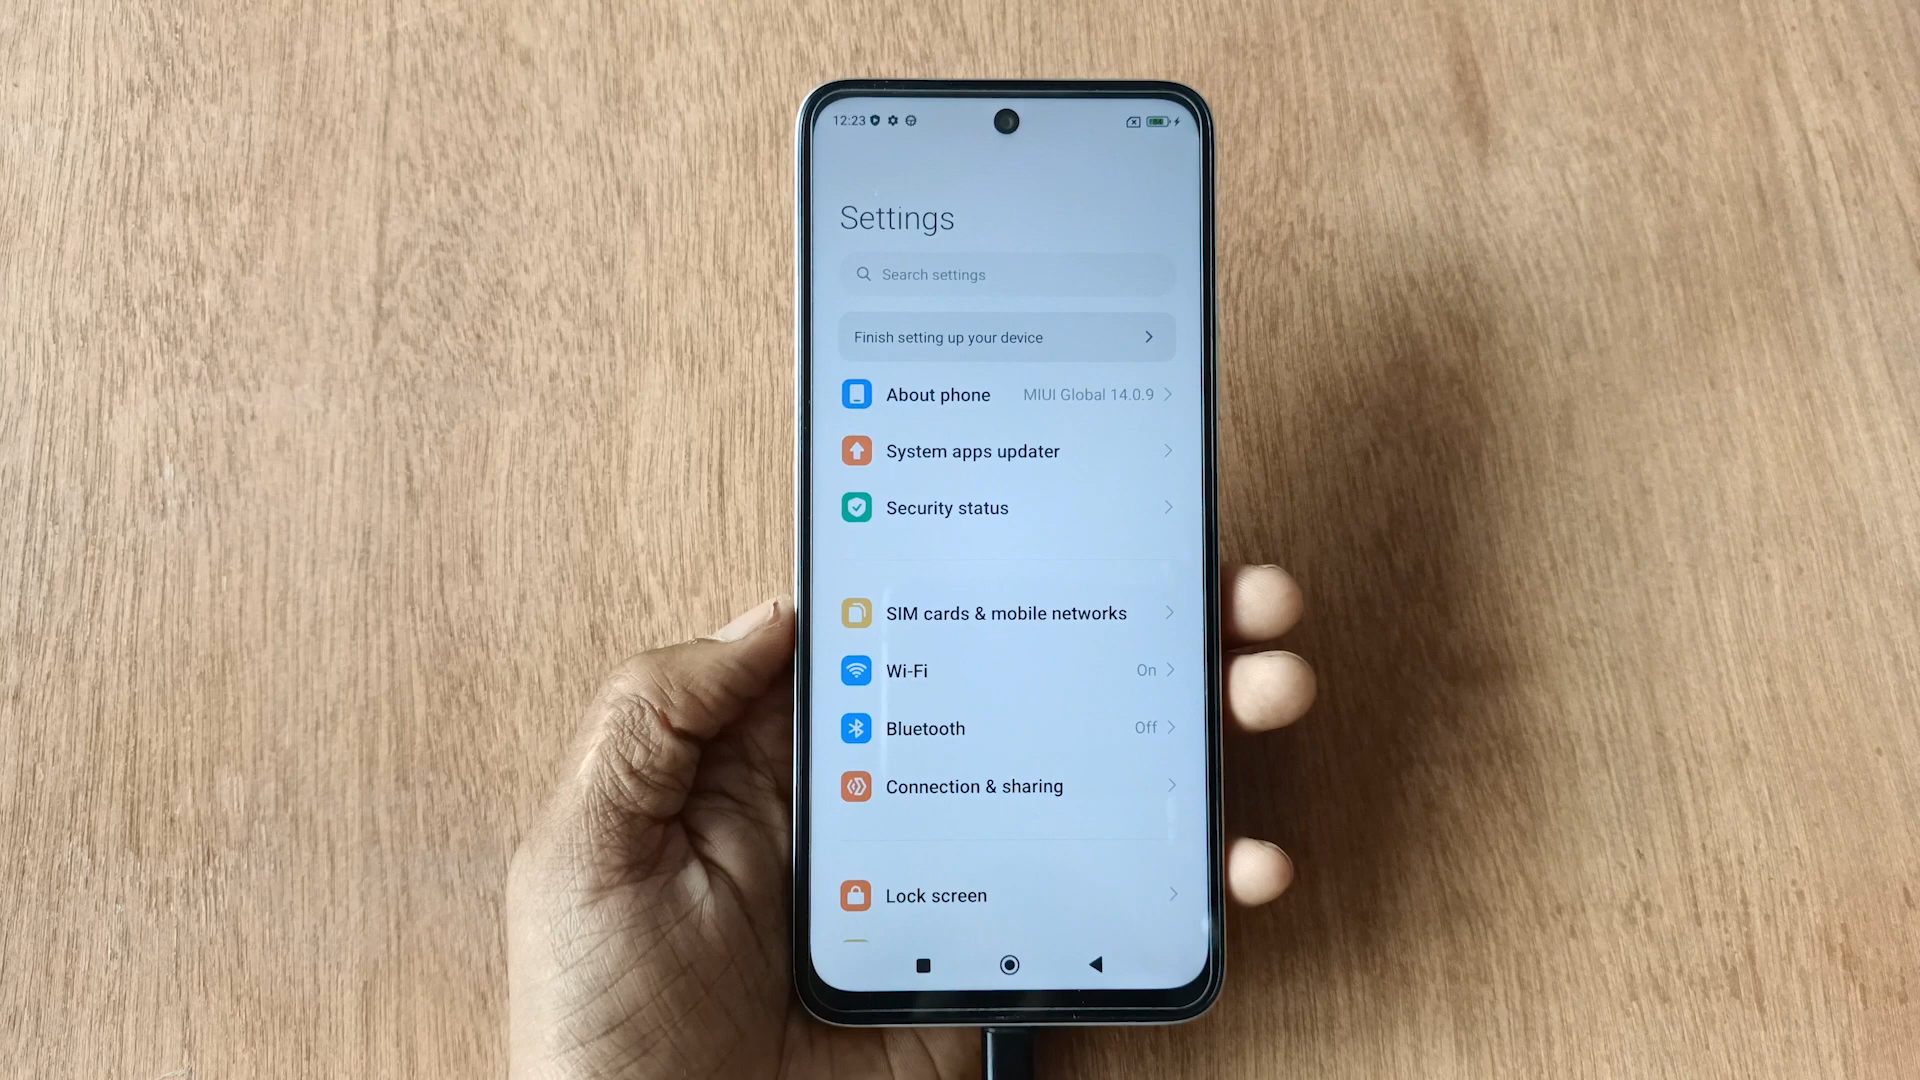 12:23
Settings
Search settings
Finish setting up your device
About phone MIUI Global 14.0.9
System apps updater
Security status
SIM cards & mobile networks
Wi-Fi On
Bluetooth Off
Connection & sharing
Lock screen